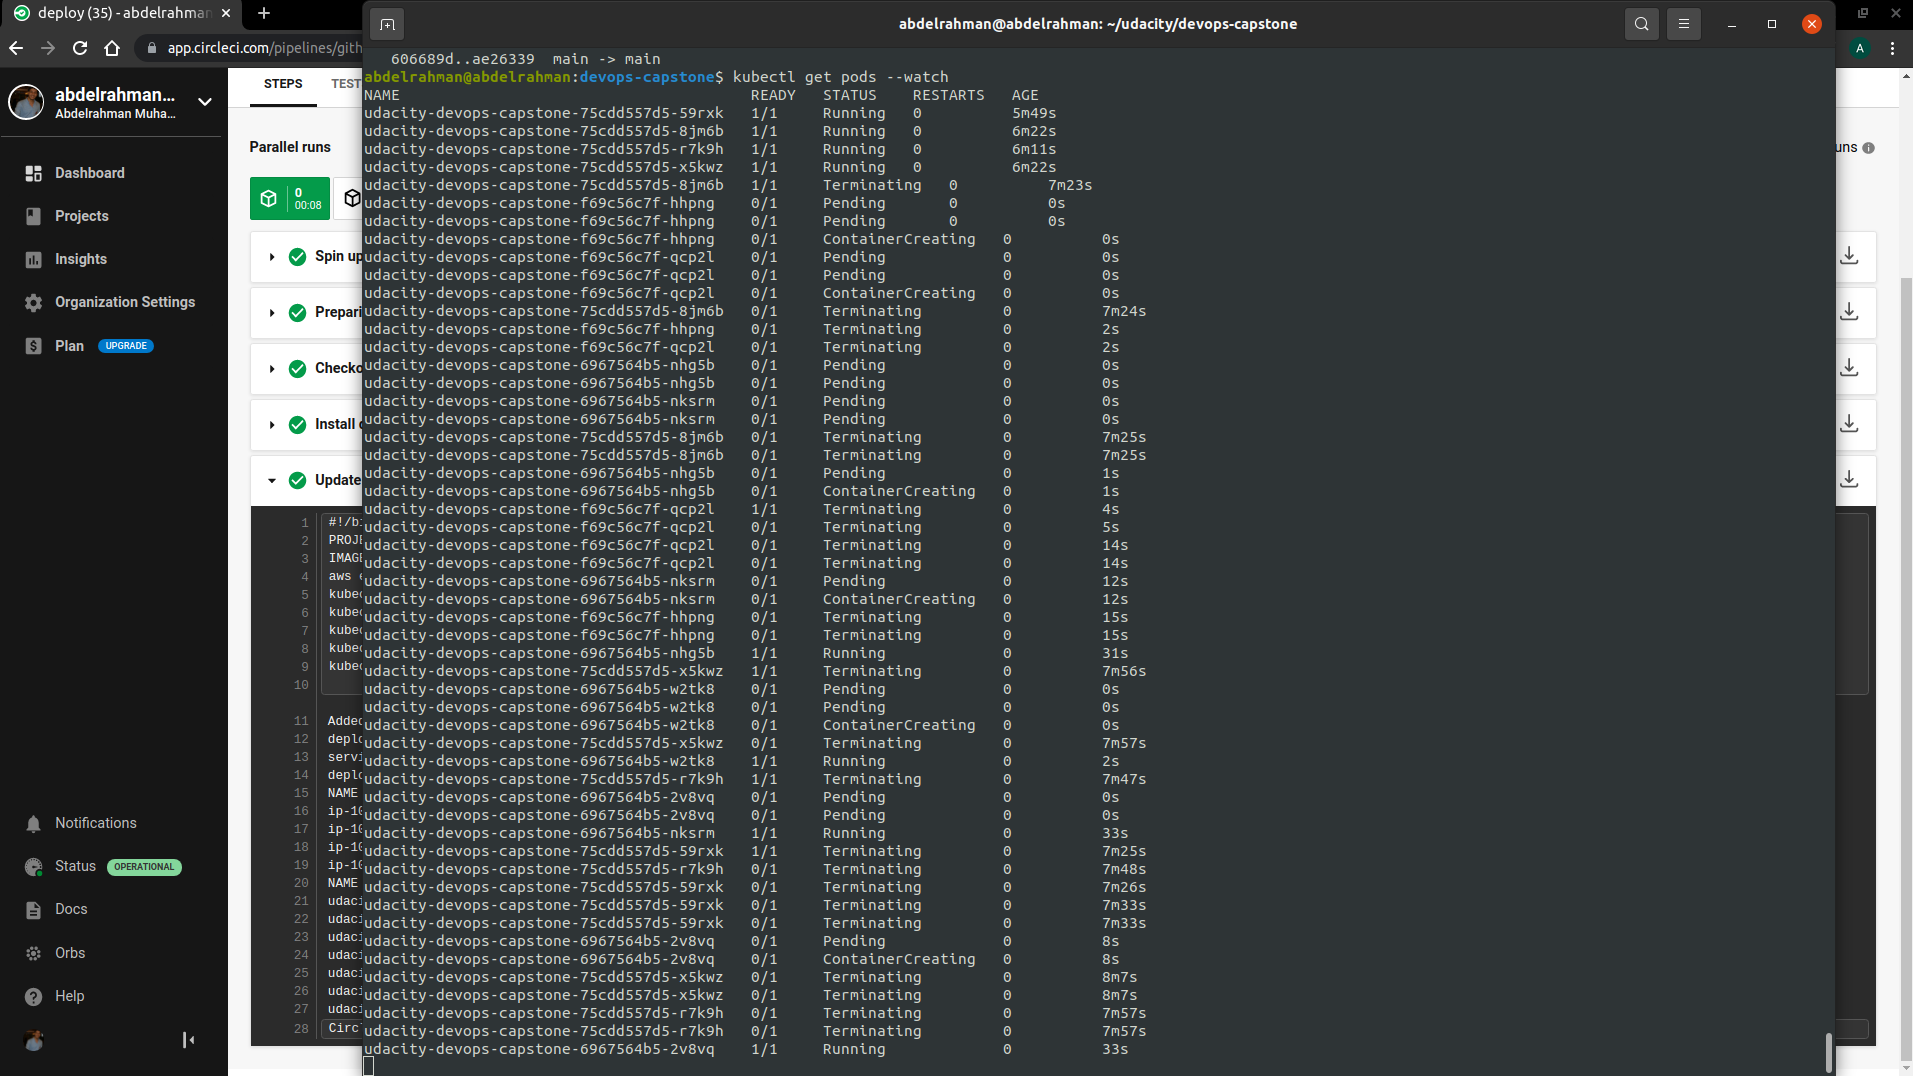 deploy (35) - abdelrahman
app.circleci.com/pipelines/gith
A
abdelrahman...
Abdelrahman Muha...
Dashboard
Projects
Insights
Organization Settings
Plan UPGRADE
Notifications
Status OPERATIONAL
Docs
Orbs
Help
STEPS TEST
Parallel runs
uns
0
00:08
Spin up
Prepari
Checko
Install
Update
1 #!/bi
2 PROJE
3 IMAGE
4 aws e
5 kubec
6 kubec
7 kubec
8 kubec
9 kubec
10
11 Added
12 deplo
13 servi
14 deplo
15 NAME
16 ip-10
17 ip-10
18 ip-10
19 ip-10
20 NAME
21 udaci
22 udaci
23 udaci
24 udaci
25 udaci
26 udaci
27 udaci
28 Circl
abdelrahman@abdelrahman: ~/udacity/devops-capstone
606689d..ae26339 main -> main
abdelrahman@abdelrahman:devops-capstone$ kubectl get pods --watch
NAME READY STATUS RESTARTS AGE
udacity-devops-capstone-75cdd557d5-59rxk 1/1 Running 0 5m49s
udacity-devops-capstone-75cdd557d5-8jm6b 1/1 Running 0 6m22s
udacity-devops-capstone-75cdd557d5-r7k9h 1/1 Running 0 6m11s
udacity-devops-capstone-75cdd557d5-x5kwz 1/1 Running 0 6m22s
udacity-devops-capstone-75cdd557d5-8jm6b 1/1 Terminating 0 7m23s
udacity-devops-capstone-f69c56c7f-hhpng 0/1 Pending 0 0s
udacity-devops-capstone-f69c56c7f-hhpng 0/1 Pending 0 0s
udacity-devops-capstone-f69c56c7f-hhpng 0/1 ContainerCreating 0 0s
udacity-devops-capstone-f69c56c7f-qcp2l 0/1 Pending 0 0s
udacity-devops-capstone-f69c56c7f-qcp2l 0/1 Pending 0 0s
udacity-devops-capstone-f69c56c7f-qcp2l 0/1 ContainerCreating 0 0s
udacity-devops-capstone-75cdd557d5-8jm6b 0/1 Terminating 0 7m24s
udacity-devops-capstone-f69c56c7f-hhpng 0/1 Terminating 0 2s
udacity-devops-capstone-f69c56c7f-qcp2l 0/1 Terminating 0 2s
udacity-devops-capstone-6967564b5-nhg5b 0/1 Pending 0 0s
udacity-devops-capstone-6967564b5-nhg5b 0/1 Pending 0 0s
udacity-devops-capstone-6967564b5-nksrm 0/1 Pending 0 0s
udacity-devops-capstone-6967564b5-nksrm 0/1 Pending 0 0s
udacity-devops-capstone-75cdd557d5-8jm6b 0/1 Terminating 0 7m25s
udacity-devops-capstone-75cdd557d5-8jm6b 0/1 Terminating 0 7m25s
udacity-devops-capstone-6967564b5-nhg5b 0/1 Pending 0 1s
udacity-devops-capstone-6967564b5-nhg5b 0/1 ContainerCreating 0 1s
udacity-devops-capstone-f69c56c7f-qcp2l 1/1 Terminating 0 4s
udacity-devops-capstone-f69c56c7f-qcp2l 0/1 Terminating 0 5s
udacity-devops-capstone-f69c56c7f-qcp2l 0/1 Terminating 0 14s
udacity-devops-capstone-f69c56c7f-qcp2l 0/1 Terminating 0 14s
udacity-devops-capstone-6967564b5-nksrm 0/1 Pending 0 12s
udacity-devops-capstone-6967564b5-nksrm 0/1 ContainerCreating 0 12s
udacity-devops-capstone-f69c56c7f-hhpng 0/1 Terminating 0 15s
udacity-devops-capstone-f69c56c7f-hhpng 0/1 Terminating 0 15s
udacity-devops-capstone-6967564b5-nhg5b 1/1 Running 0 31s
udacity-devops-capstone-75cdd557d5-x5kwz 1/1 Terminating 0 7m56s
udacity-devops-capstone-6967564b5-w2tk8 0/1 Pending 0 0s
udacity-devops-capstone-6967564b5-w2tk8 0/1 Pending 0 0s
udacity-devops-capstone-6967564b5-w2tk8 0/1 ContainerCreating 0 0s
udacity-devops-capstone-75cdd557d5-x5kwz 0/1 Terminating 0 7m57s
udacity-devops-capstone-6967564b5-w2tk8 1/1 Running 0 2s
udacity-devops-capstone-75cdd557d5-r7k9h 1/1 Terminating 0 7m47s
udacity-devops-capstone-6967564b5-2v8vq 0/1 Pending 0 0s
udacity-devops-capstone-6967564b5-2v8vq 0/1 Pending 0 0s
udacity-devops-capstone-6967564b5-nksrm 1/1 Running 0 33s
udacity-devops-capstone-75cdd557d5-59rxk 1/1 Terminating 0 7m25s
udacity-devops-capstone-75cdd557d5-r7k9h 0/1 Terminating 0 7m48s
udacity-devops-capstone-75cdd557d5-59rxk 0/1 Terminating 0 7m26s
udacity-devops-capstone-75cdd557d5-59rxk 0/1 Terminating 0 7m33s
udacity-devops-capstone-75cdd557d5-59rxk 0/1 Terminating 0 7m33s
udacity-devops-capstone-6967564b5-2v8vq 0/1 Pending 0 8s
udacity-devops-capstone-6967564b5-2v8vq 0/1 ContainerCreating 0 8s
udacity-devops-capstone-75cdd557d5-x5kwz 0/1 Terminating 0 8m7s
udacity-devops-capstone-75cdd557d5-x5kwz 0/1 Terminating 0 8m7s
udacity-devops-capstone-75cdd557d5-r7k9h 0/1 Terminating 0 7m57s
udacity-devops-capstone-75cdd557d5-r7k9h 0/1 Terminating 0 7m57s
udacity-devops-capstone-6967564b5-2v8vq 1/1 Running 0 33s